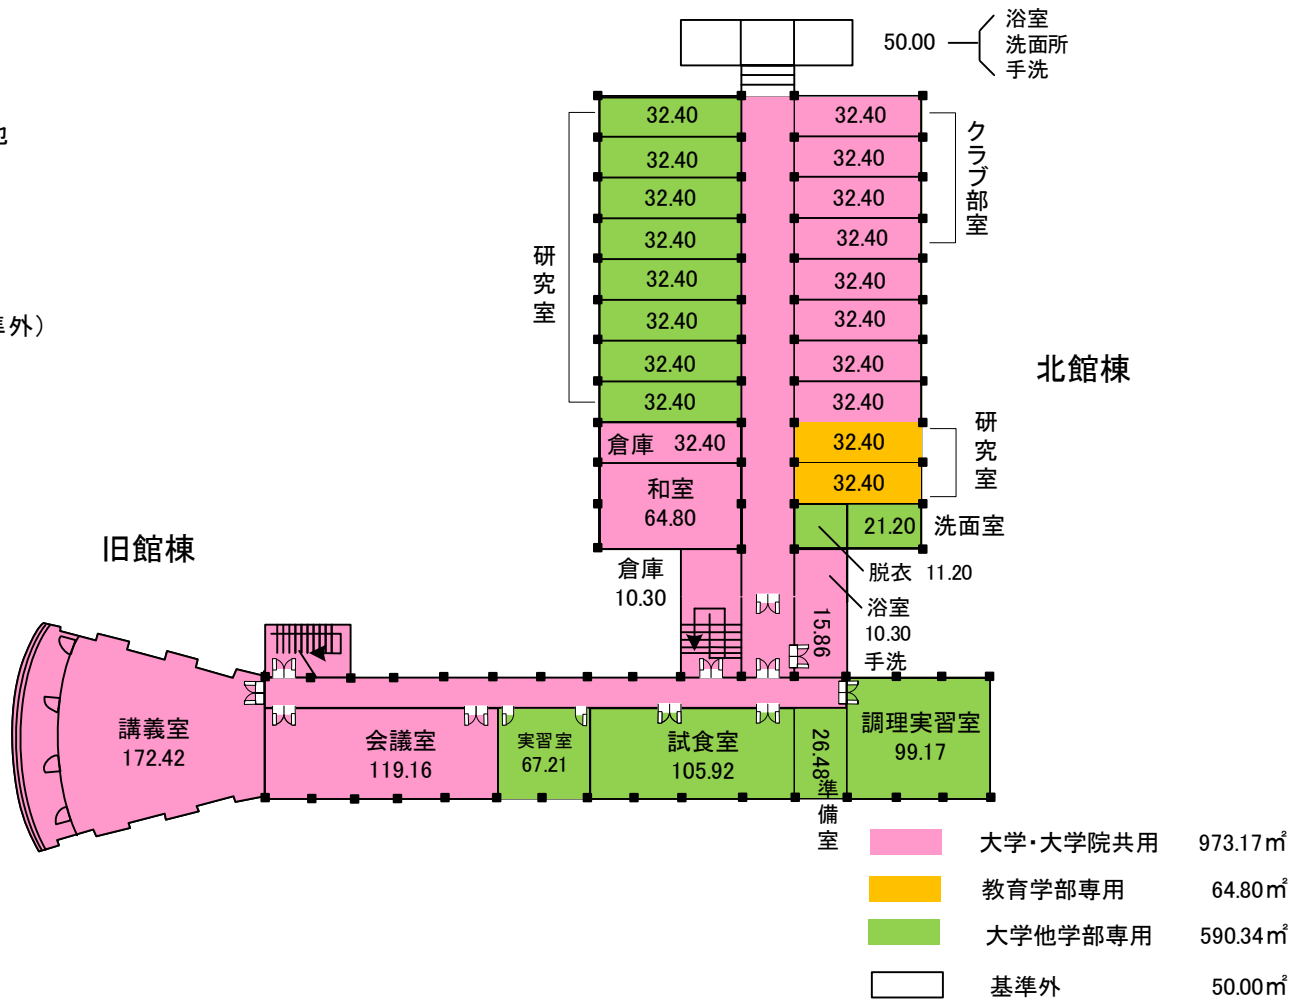 50.00
浴室
洗面所
手洗
32.40
32.40
32.40
32.40
32.40
32.40
32.40
32.40
研究室
倉庫 32.40
和室
64.80
32.40
32.40
32.40
32.40
32.40
32.40
32.40
32.40
クラブ部室
32.40
32.40
研究室
21.20 洗面室
脱衣 11.20
浴室
10.30
手洗
15.86
倉庫
10.30
北館棟
旧館棟
準外）
講義室
172.42
会議室
119.16
実習室
67.21
試食室
105.92
26.48
準備室
調理実習室
99.17
大学・大学院共用 973.17㎡
教育学部専用 64.80㎡
大学他学部専用 590.34㎡
基準外 50.00㎡